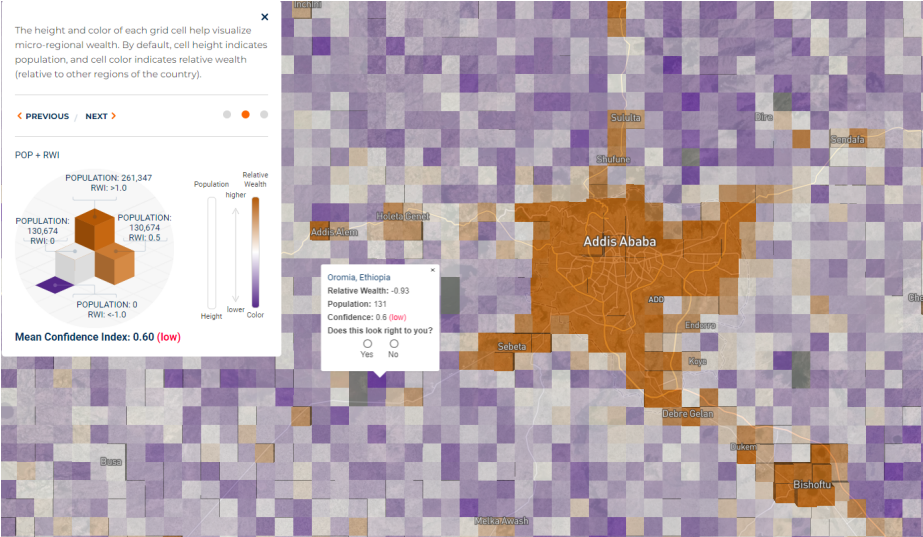 ×
The height and color of each grid cell help visualize
micro-regional wealth. By default, cell height indicates
population, and cell color indicates relative wealth
(relative to other regions of the country).
PREVIOUS / NEXT
POP + RWI
POPULATION: 261,347
RWI: >1.0
POPULATION:
130,674
RWI: 0
POPULATION:
130,674
RWI: 0.5
POPULATION: 0
RWI: <-1.0
Population
Relative
Wealth
higher
lower
Height
Color
Mean Confidence Index: 0.60 (low)
Inchini
Sululta
Diro
Sendafa
Shufune
Holeta Genet
Addis Alem
Addis Ababa
ADD
Endorro
Koye
Sebeta
Debre Gelan
Dukem
Bishoftu
Busa
Melka Awash
Che
×
Oromia, Ethiopia
Relative Wealth: -0.93
Population: 131
Confidence: 0.6 (low)
Does this look right to you?
Yes No